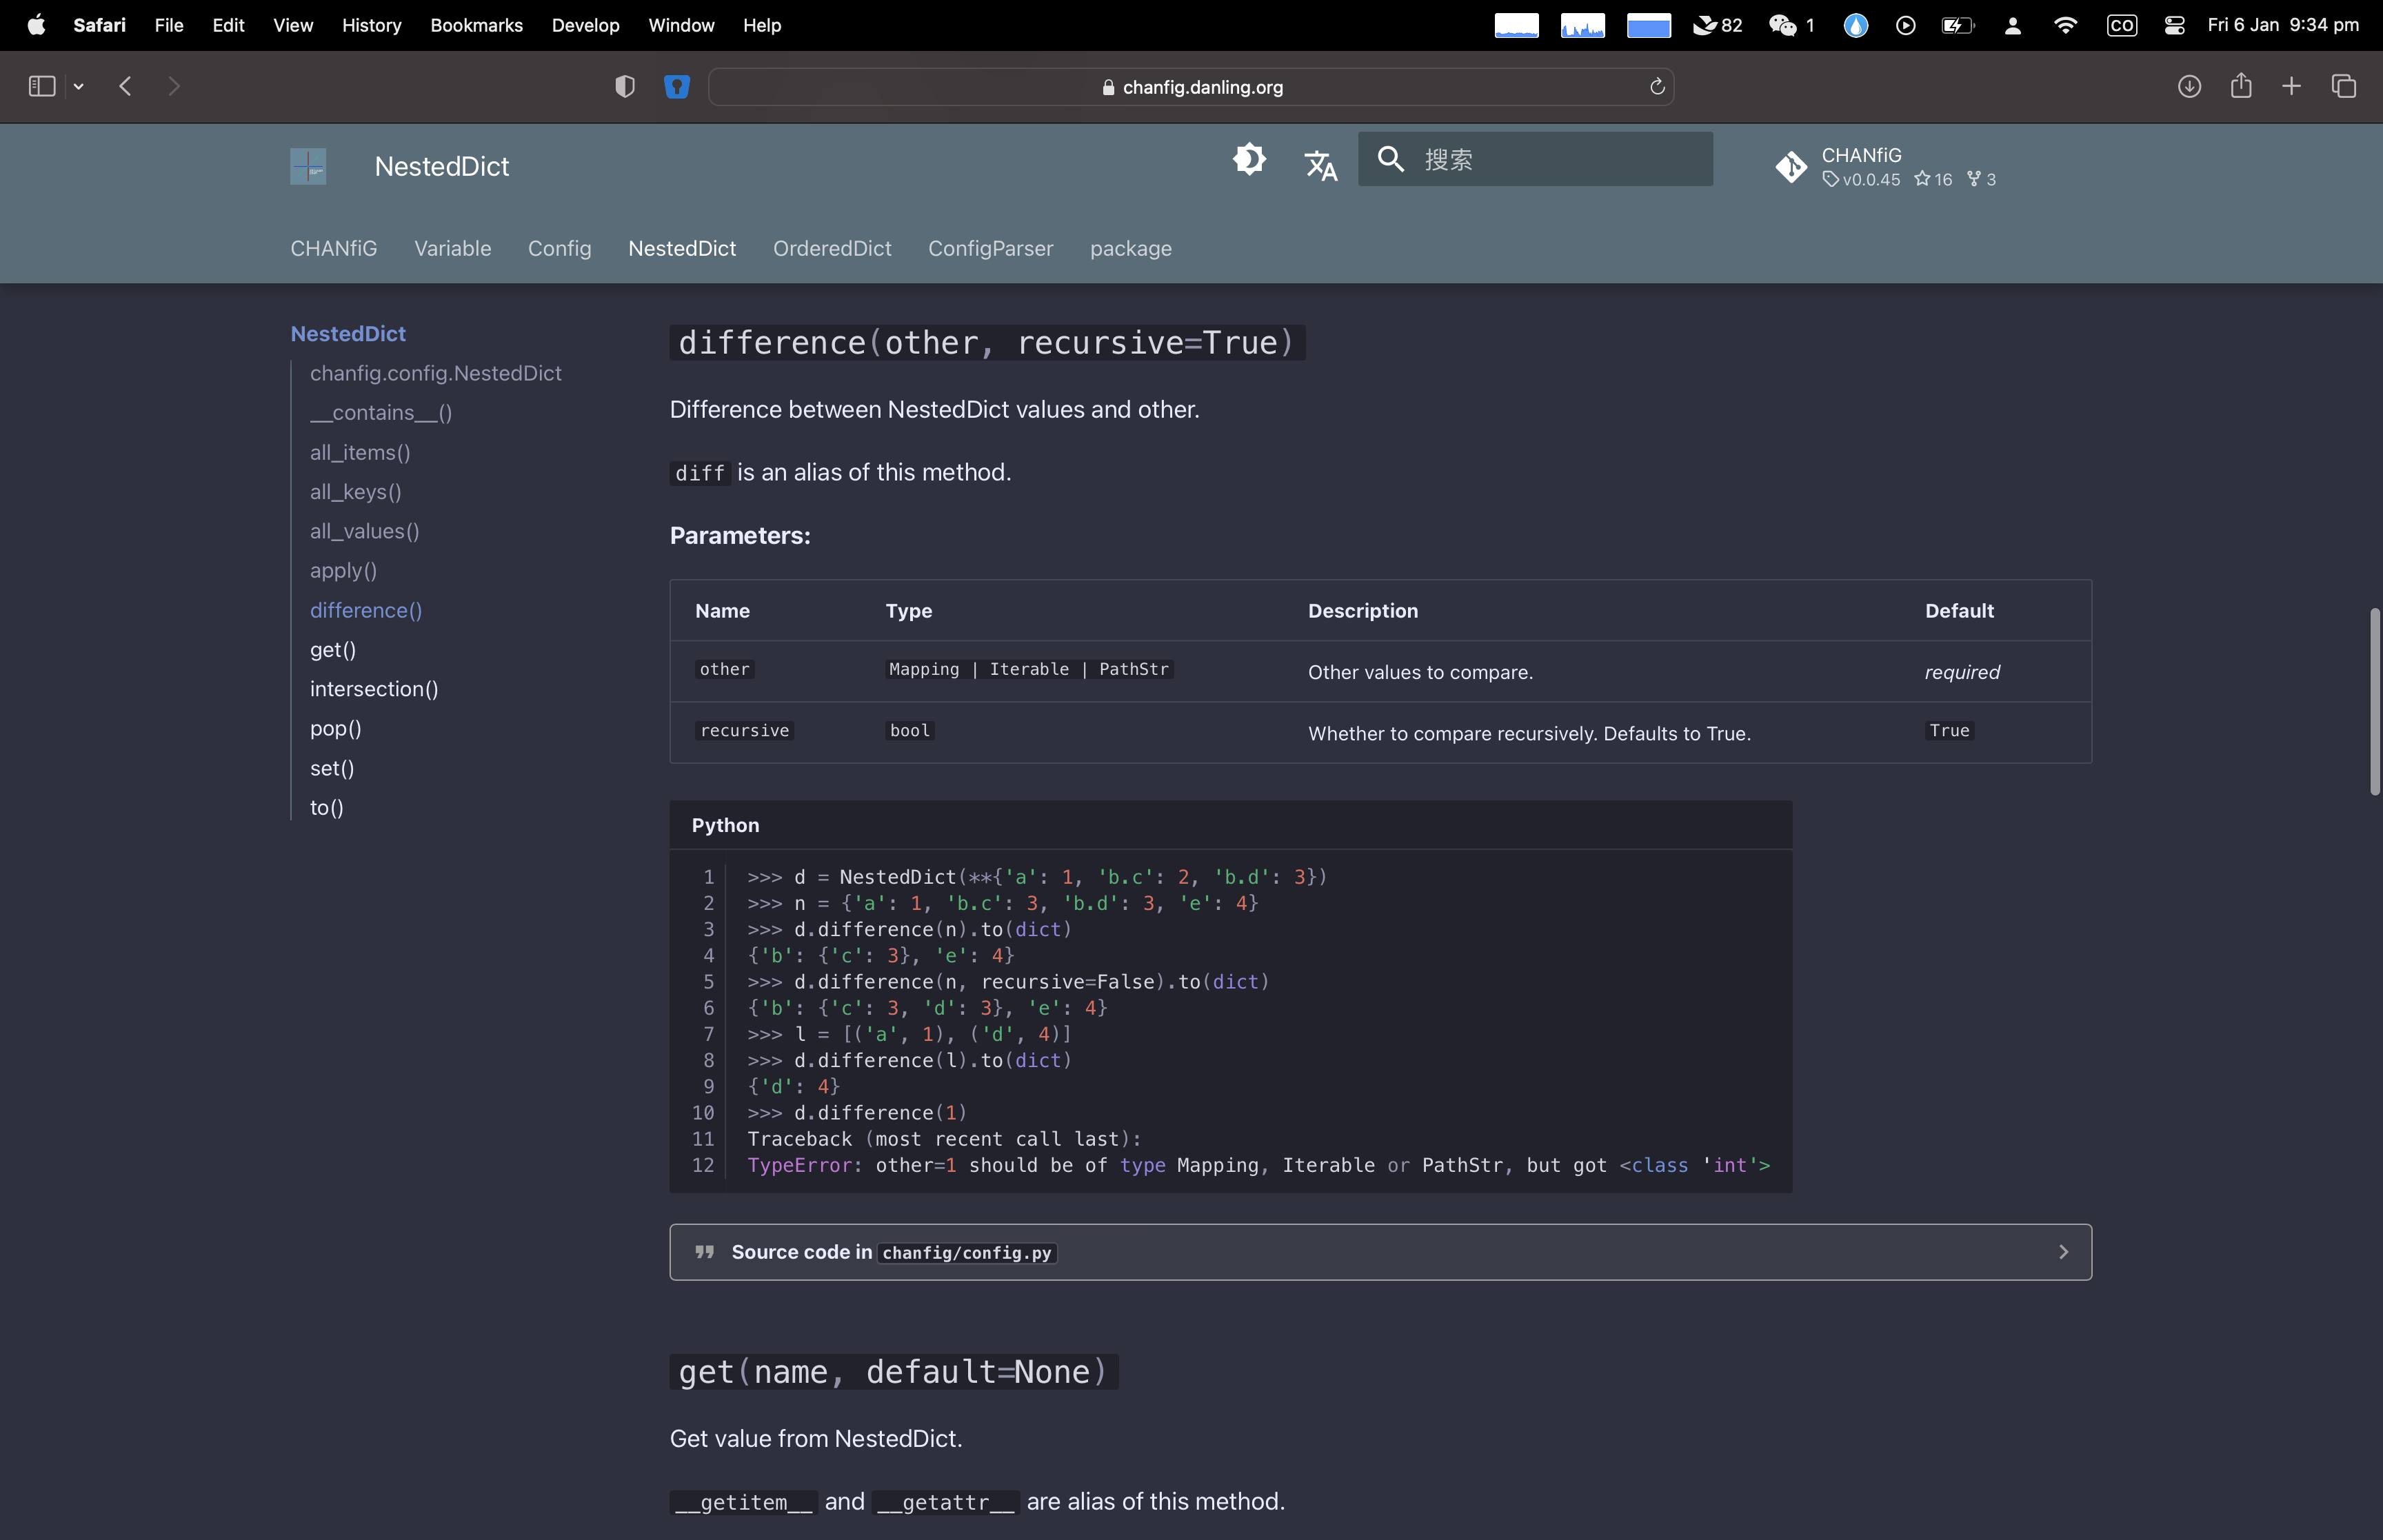 Safari File Edit View History Bookmarks Develop Window Help 82 1 CO Fri 6 Jan 9:34 pm
chanfig.danling.org
NestedDict 文A 搜索 CHANfiG
v0.0.45 16 3
CHANfiG Variable Config NestedDict OrderedDict ConfigParser package
NestedDict
chanfig.config.NestedDict
__contains__()
all_items()
all_keys()
all_values()
apply()
difference()
get()
intersection()
pop()
set()
to()
difference(other, recursive=True)
Difference between NestedDict values and other.
diff is an alias of this method.
Parameters:
Name Type Description Default
other Mapping | Iterable | PathStr Other values to compare. required
recursive bool Whether to compare recursively. Defaults to True. True
Python
1 >>> d = NestedDict(**{'a': 1, 'b.c': 2, 'b.d': 3})
2 >>> n = {'a': 1, 'b.c': 3, 'b.d': 3, 'e': 4}
3 >>> d.difference(n).to(dict)
4 {'b': {'c': 3}, 'e': 4}
5 >>> d.difference(n, recursive=False).to(dict)
6 {'b': {'c': 3, 'd': 3}, 'e': 4}
7 >>> l = [('a', 1), ('d', 4)]
8 >>> d.difference(l).to(dict)
9 {'d': 4}
10 >>> d.difference(1)
11 Traceback (most recent call last):
12 TypeError: other=1 should be of type Mapping, Iterable or PathStr, but got <class 'int'>
Source code in chanfig/config.py
get(name, default=None)
Get value from NestedDict.
__getitem__ and __getattr__ are alias of this method.